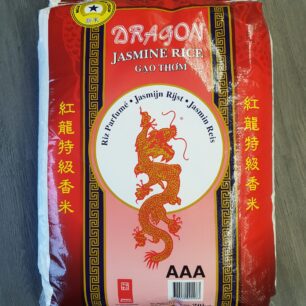 DRAGON
JASMINE RICE
GẠO THƠM
Riz Parfumé • Jasmijn Rijst • Jasmin Reis
紅龍特級香米
紅龍特級香米
AAA